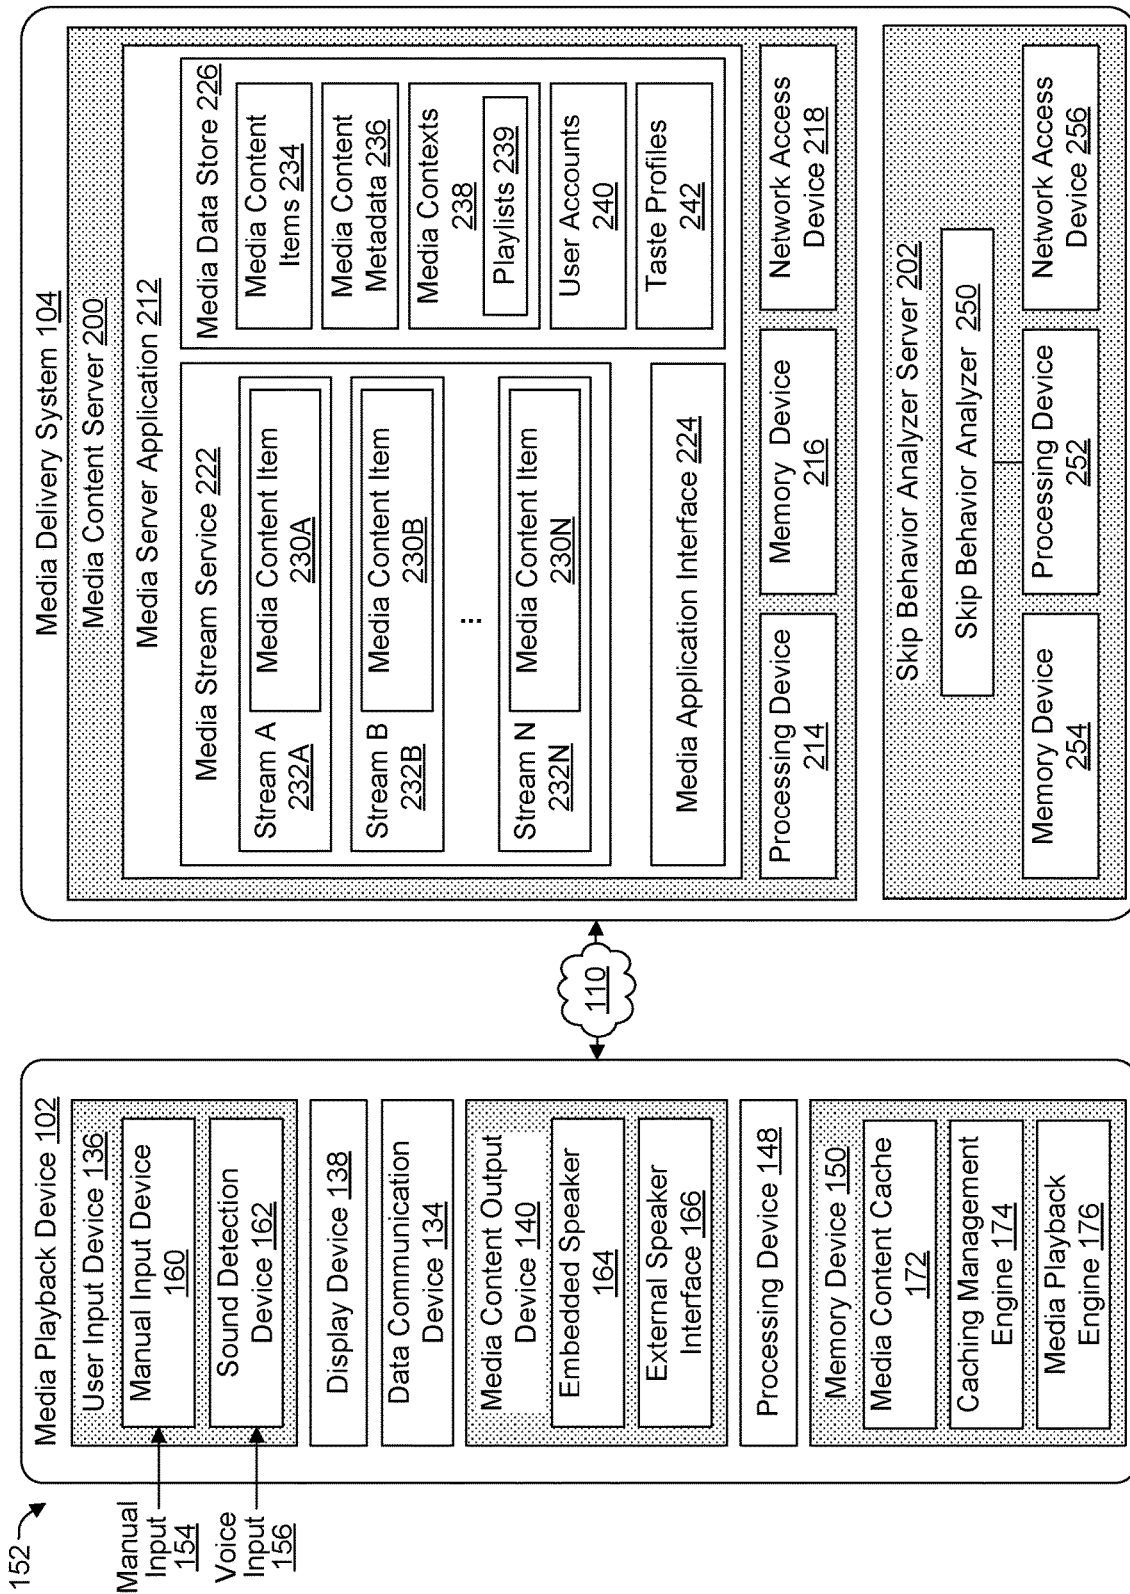 152
Manual
Input
154
Voice
Input
156
Media Playback Device 102
User Input Device 136
Manual Input Device
160
Sound Detection
Device 162
Display Device 138
Data Communication
Device 134
Media Content Output
Device 140
Embedded Speaker
164
External Speaker
Interface 166
Processing Device 148
Memory Device 150
Media Content Cache
172
Caching Management
Engine 174
Media Playback
Engine 176
110
Media Delivery System 104
Media Content Server 200
Media Server Application 212
Media Stream Service 222
Stream A
232A
Media Content Item
230A
Stream B
232B
Media Content Item
230B
...
Stream N
232N
Media Content Item
230N
Media Application Interface 224
Media Data Store 226
Media Content
Items 234
Media Content
Metadata 236
Media Contexts
238
Playlists 239
User Accounts
240
Taste Profiles
242
Processing Device
214
Memory Device
216
Network Access
Device 218
Skip Behavior Analyzer Server 202
Skip Behavior Analyzer 250
Memory Device
254
Processing Device
252
Network Access
Device 256